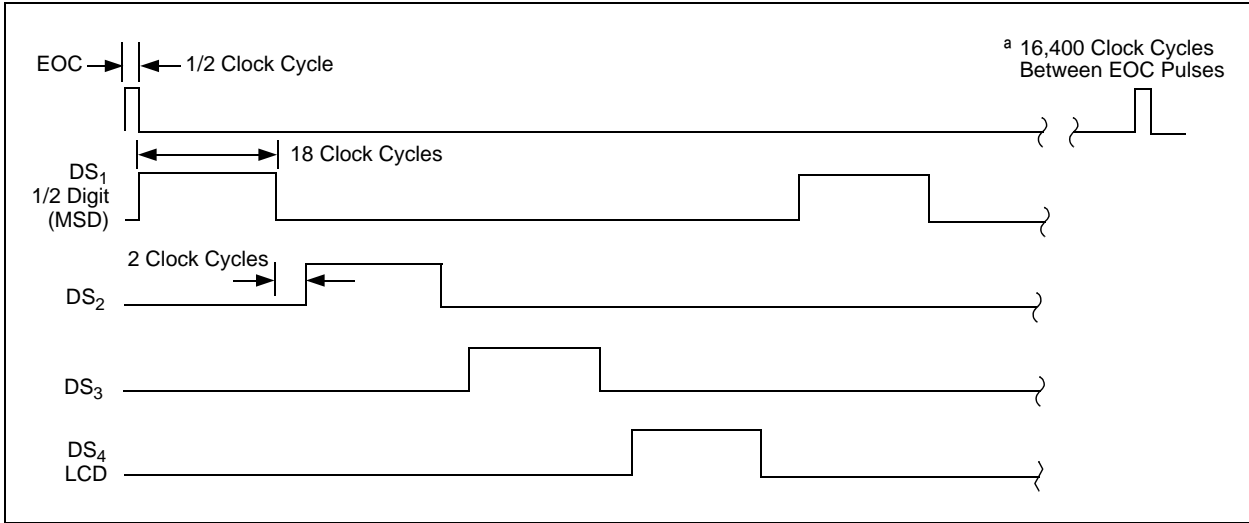 EOC
1/2 Clock Cycle
a 16,400 Clock Cycles
Between EOC Pulses
18 Clock Cycles
DS1
1/2 Digit
(MSD)
2 Clock Cycles
DS2
DS3
DS4
LCD